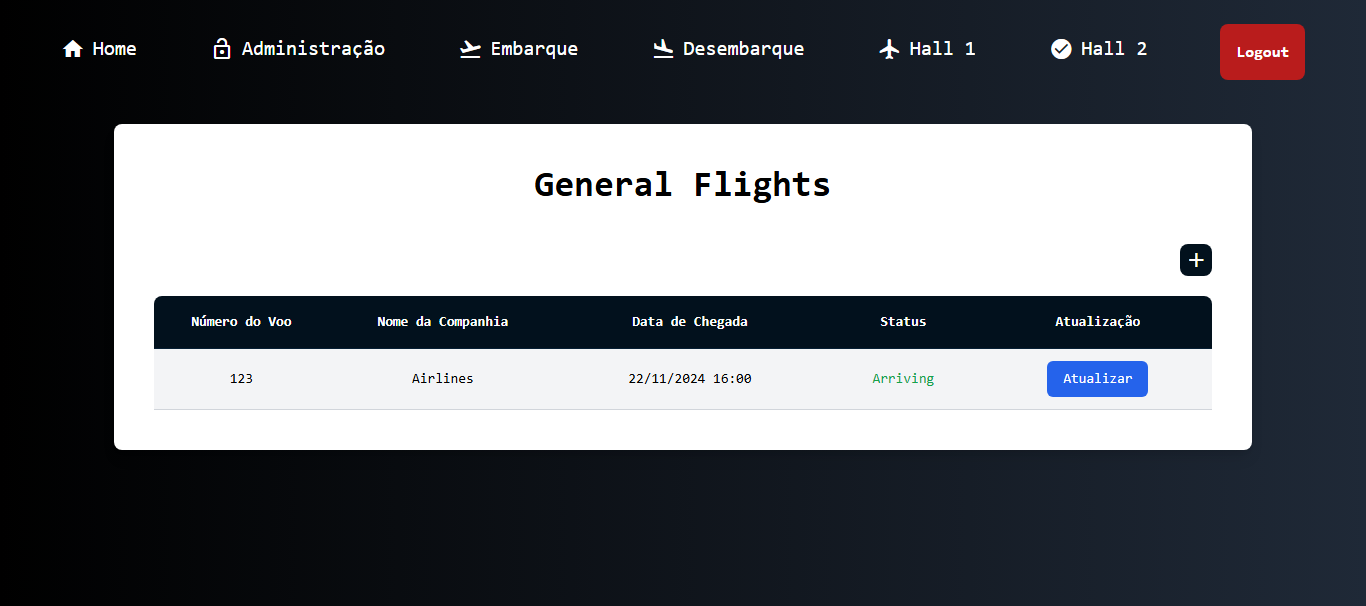 Home Administração Embarque Desembarque Hall 1 Hall 2 Logout
General Flights
+
Número do Voo Nome da Companhia Data de Chegada Status Atualização
123 Airlines 22/11/2024 16:00 Arriving Atualizar